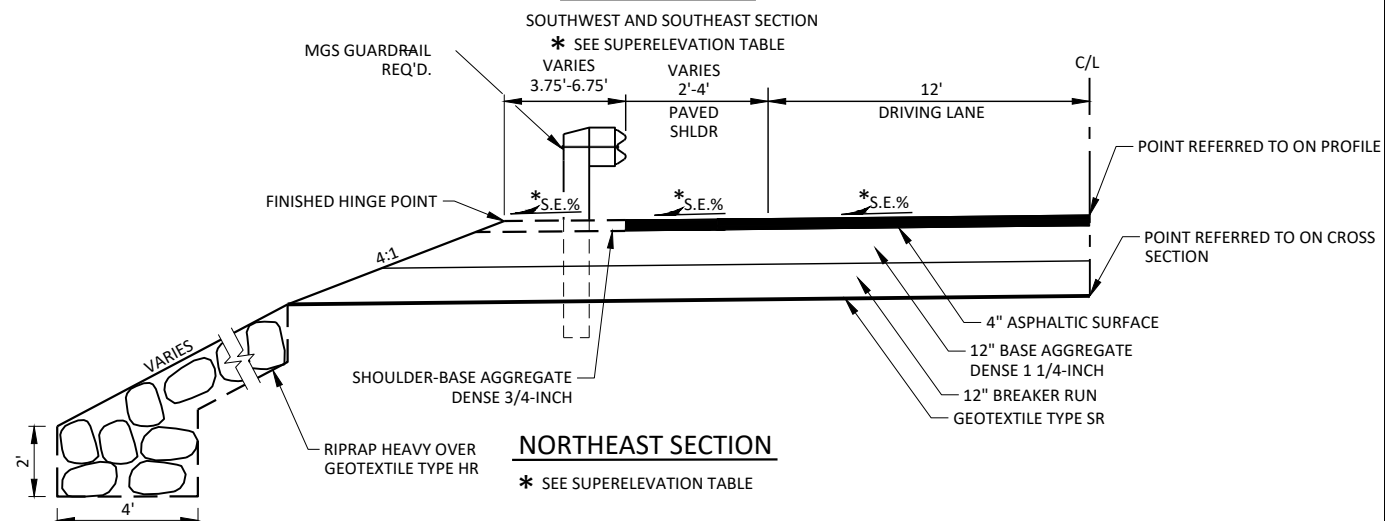 SOUTHWEST AND SOUTHEAST SECTION
* SEE SUPERELEVATION TABLE
MGS GUARDRAIL
REQ'D.
VARIES
3.75'-6.75'
VARIES
2'-4'
PAVED
SHLDR
12'
DRIVING LANE
C/L
POINT REFERRED TO ON PROFILE
FINISHED HINGE POINT
*S.E.%
*S.E.%
*S.E.%
POINT REFERRED TO ON CROSS
SECTION
4:1
VARIES
4" ASPHALTIC SURFACE
12" BASE AGGREGATE
DENSE 1 1/4-INCH
12" BREAKER RUN
GEOTEXTILE TYPE SR
SHOULDER-BASE AGGREGATE
DENSE 3/4-INCH
RIPRAP HEAVY OVER
GEOTEXTILE TYPE HR
2'
4'
NORTHEAST SECTION
* SEE SUPERELEVATION TABLE